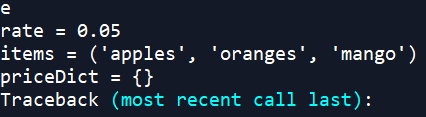 e
rate = 0.05
items = ('apples', 'oranges', 'mango')
priceDict = {}
Traceback (most recent call last):